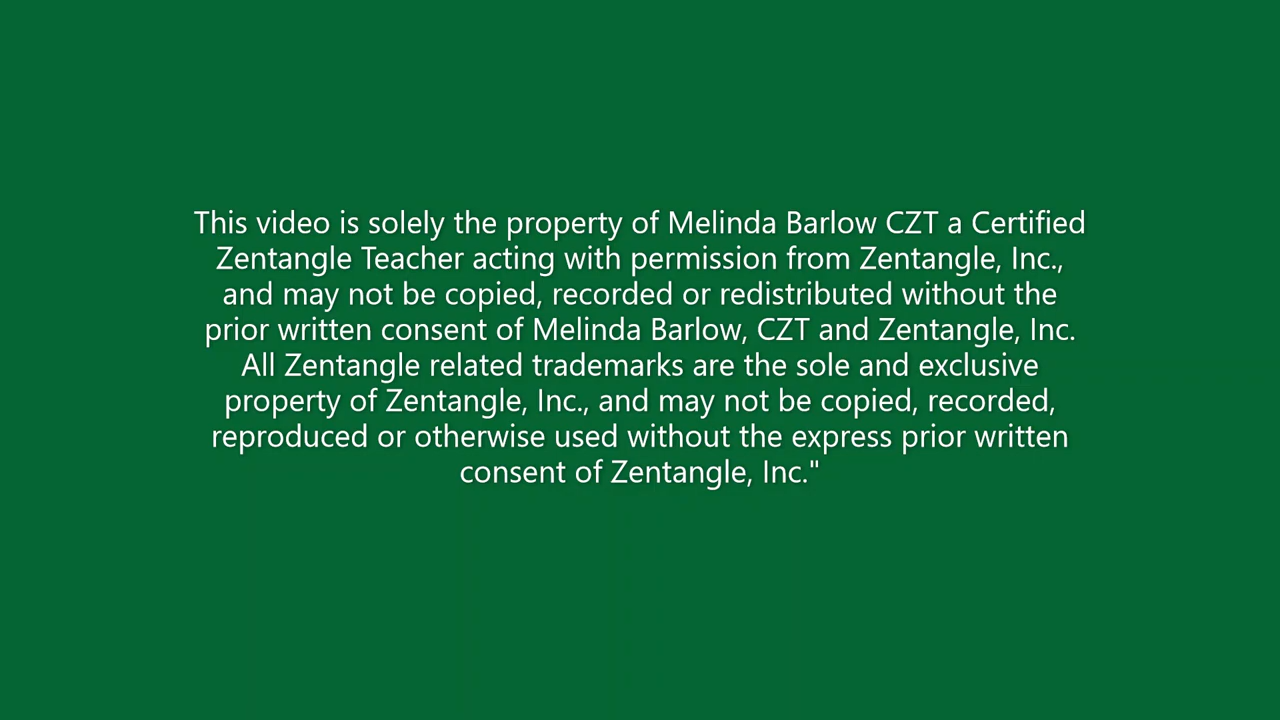 This video is solely the property of Melinda Barlow CZT a Certified
Zentangle Teacher acting with permission from Zentangle, Inc.,
and may not be copied, recorded or redistributed without the
prior written consent of Melinda Barlow, CZT and Zentangle, Inc.
All Zentangle related trademarks are the sole and exclusive
property of Zentangle, Inc., and may not be copied, recorded,
reproduced or otherwise used without the express prior written
consent of Zentangle, Inc."